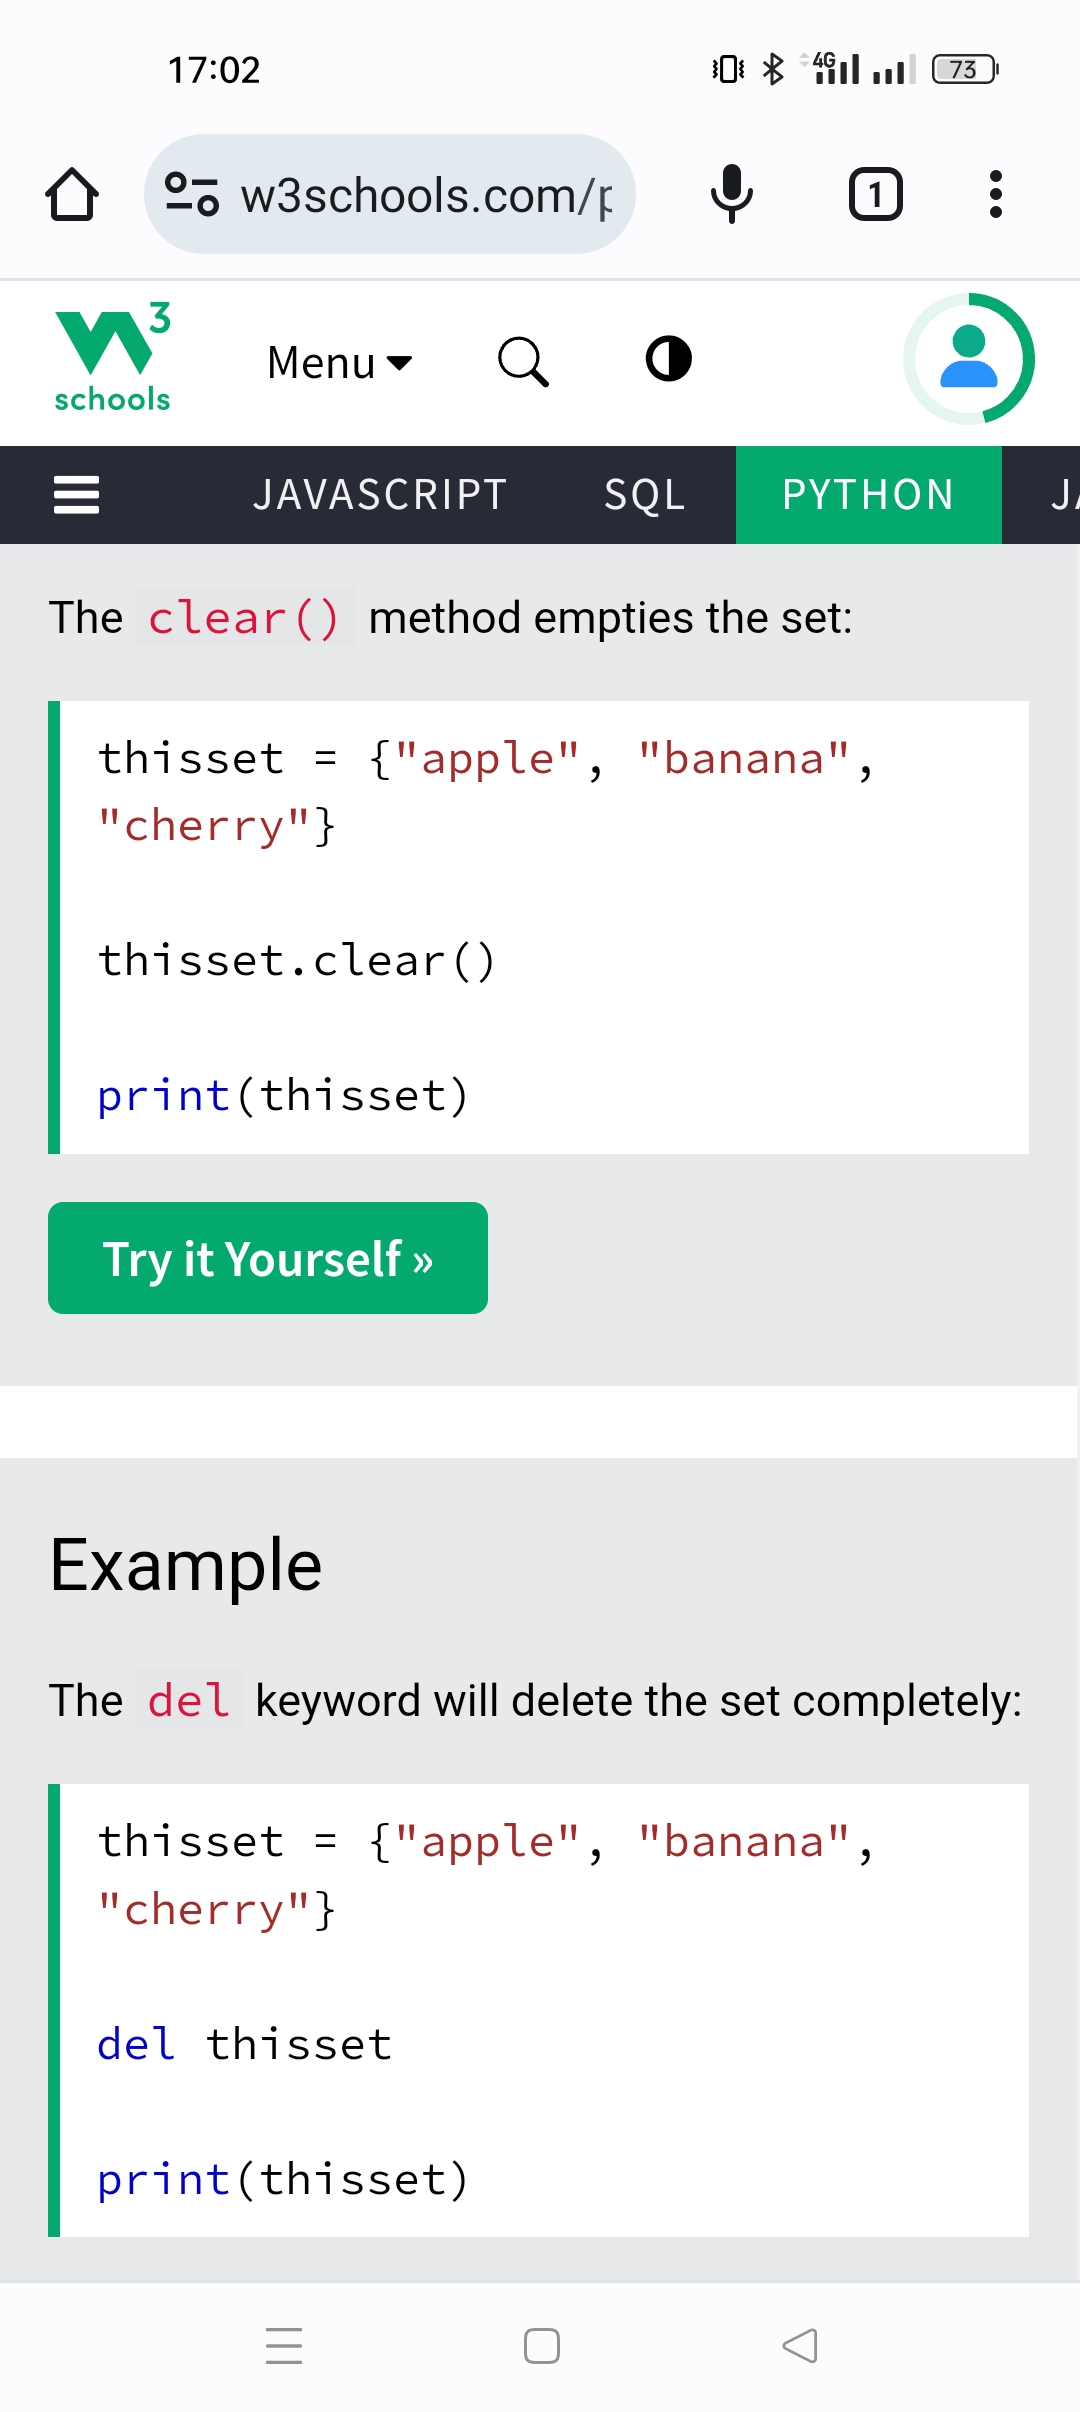 17:02
4G
73
w3schools.com/p
1
W3
schools
Menu
JAVASCRIPT SQL PYTHON JA
The clear() method empties the set:
thisset = {"apple", "banana",
"cherry"}
thisset.clear()
print(thisset)
Try it Yourself »
Example
The del keyword will delete the set completely:
thisset = {"apple", "banana",
"cherry"}
del thisset
print(thisset)